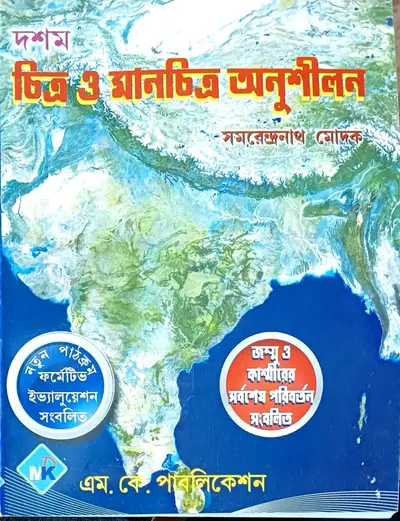 দশম
চিত্র ও মানচিত্র অনুশীলন
সমরেন্দ্রনাথ মোদক
নতুন পাঠক্রম
ফর্মেটিভ
ইভ্যালুয়েশন
সংবলিত
জম্মু ও
কাশ্মীরের
সর্বশেষ পরিবর্তন
সংবলিত
MK
এম. কে. পাবলিকেশন